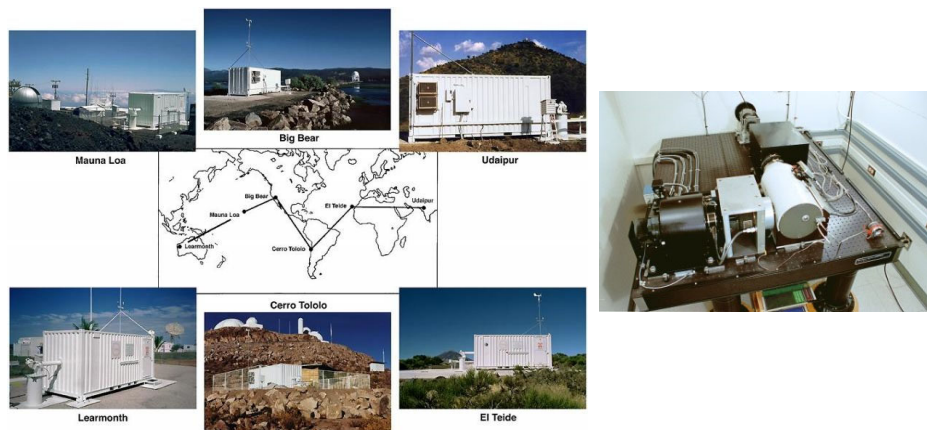 Mauna Loa
Big Bear
Udaipur
Big Bear
Mauna Loa
El Teide
Udaipur
Learmonth
Cerro Tololo
Cerro Tololo
Learmonth
El Teide